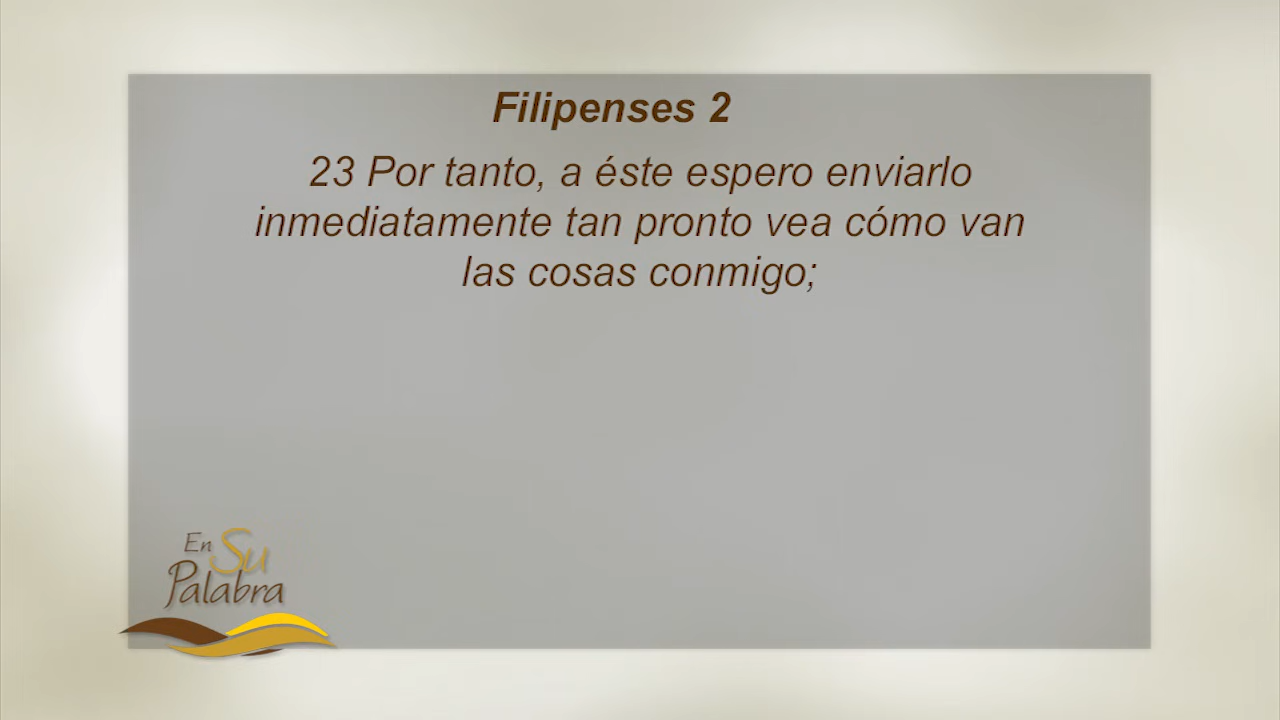 Filipenses 2
23 Por tanto, a éste espero enviarlo
inmediatamente tan pronto vea cómo van
las cosas conmigo;
En Su
Palabra